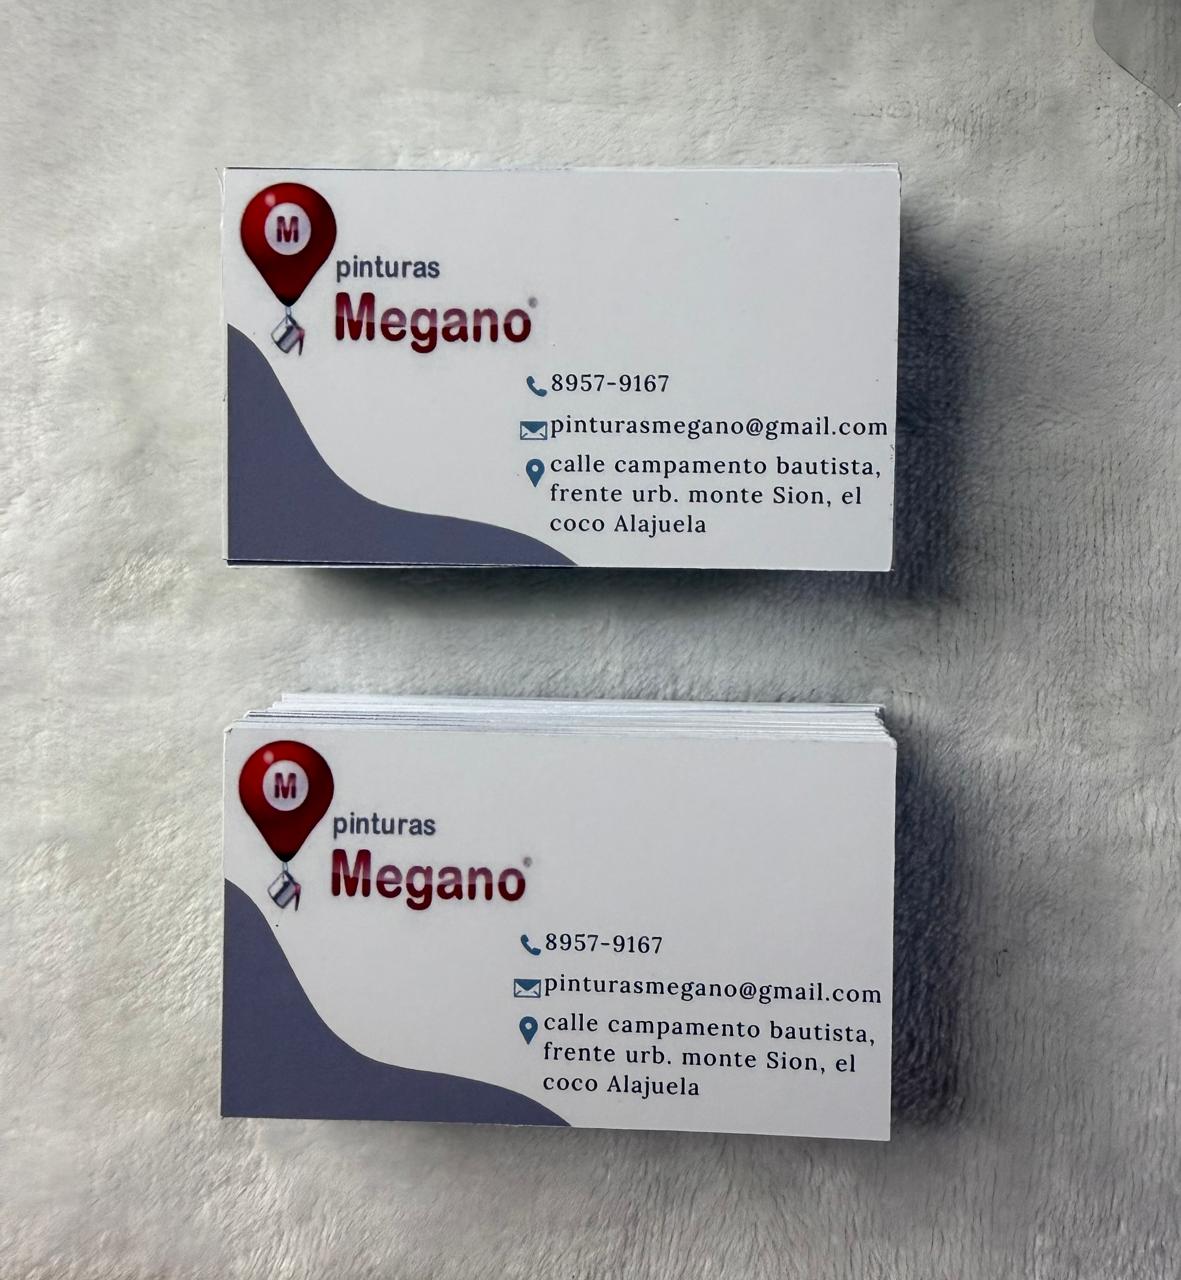 M
pinturas
Megano®
8957-9167
pinturasmegano@gmail.com
calle campamento bautista,
frente urb. monte Sion, el
coco Alajuela
M
pinturas
Megano®
8957-9167
pinturasmegano@gmail.com
calle campamento bautista,
frente urb. monte Sion, el
coco Alajuela